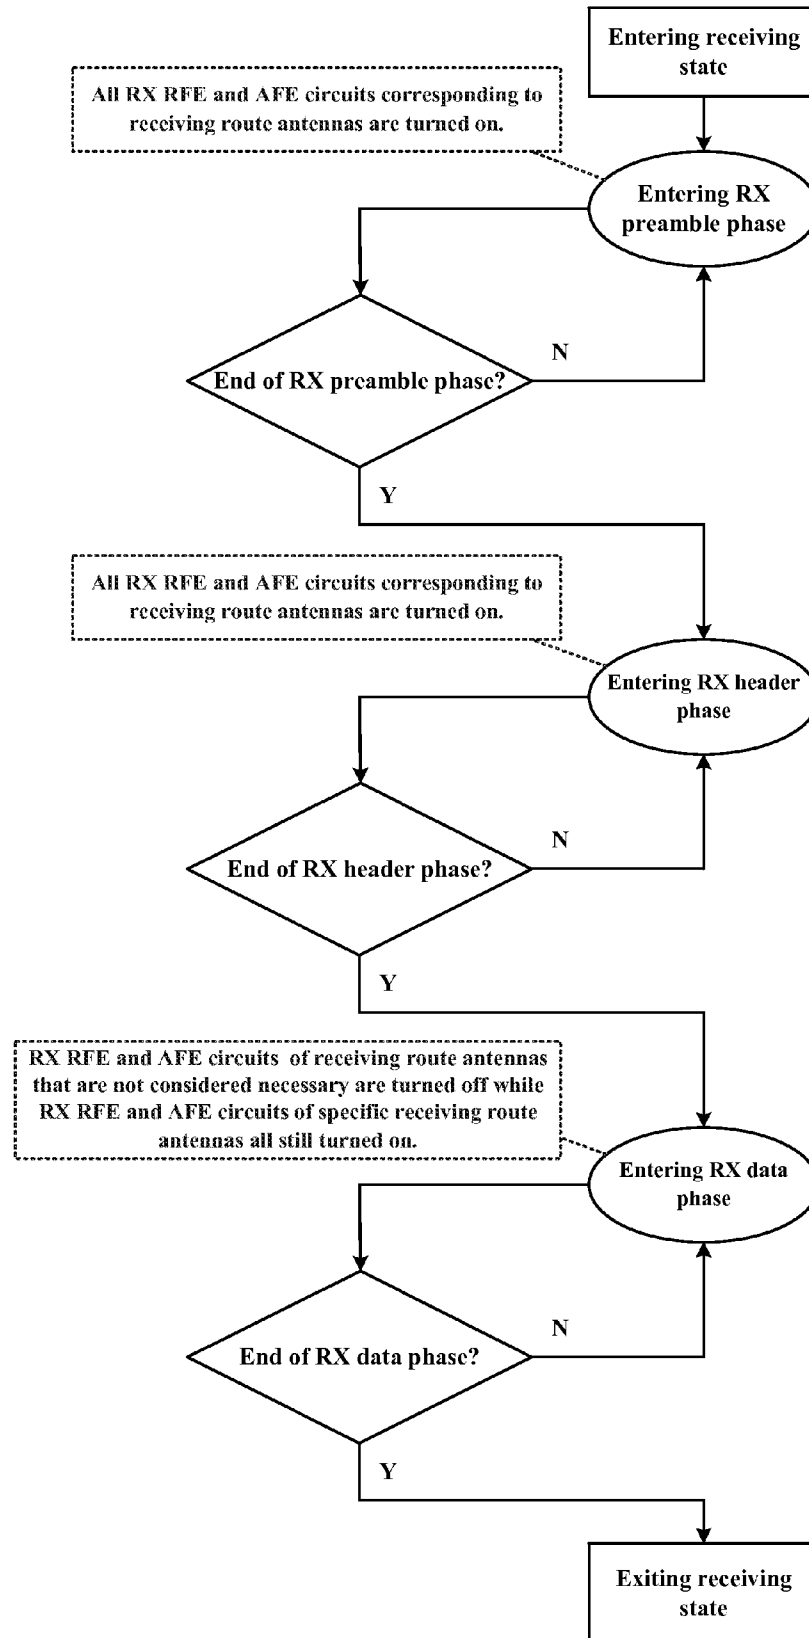 Entering receiving
state
All RX RFE and AFE circuits corresponding to
receiving route antennas are turned on.
Entering RX
preamble phase
N
End of RX preamble phase?
Y
All RX RFE and AFE circuits corresponding to
receiving route antennas are turned on.
Entering RX header
phase
N
End of RX header phase?
Y
RX RFE and AFE circuits of receiving route antennas
that are not considered necessary are turned off while
RX RFE and AFE circuits of specific receiving route
antennas all still turned on.
Entering RX data
phase
N
End of RX data phase?
Y
Exiting receiving
state